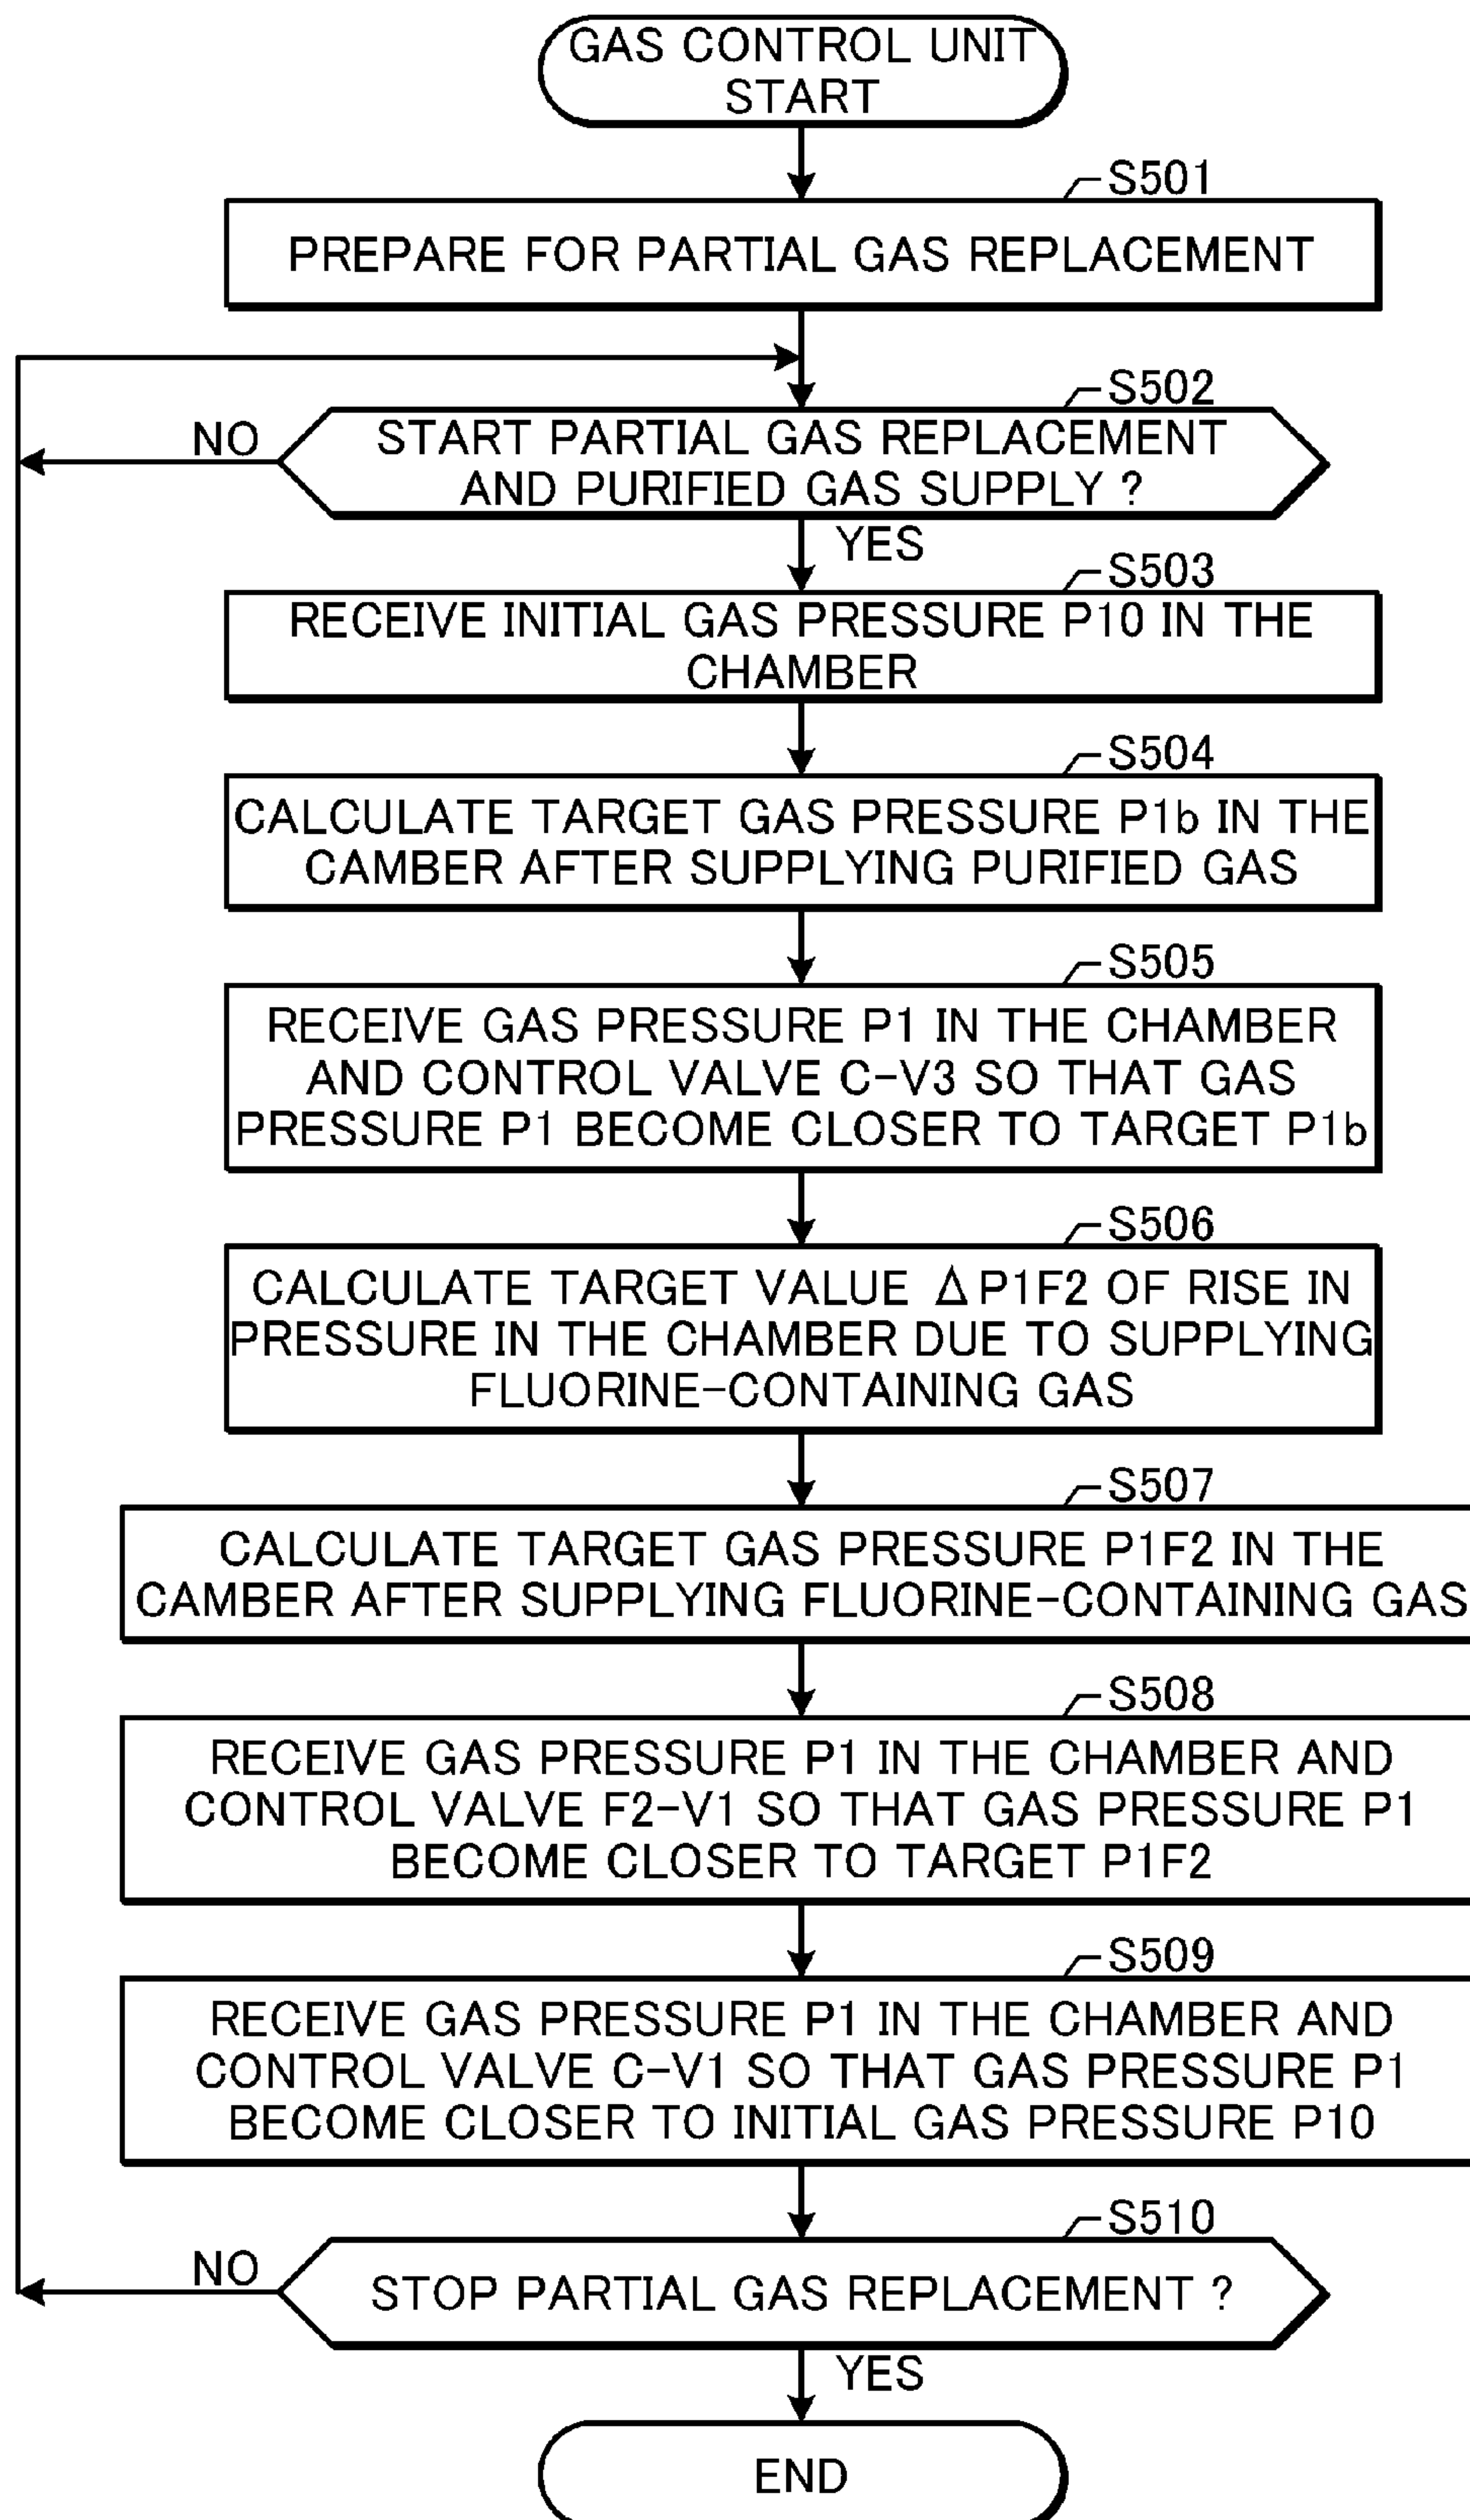 GAS CONTROL UNIT
START
S501
PREPARE FOR PARTIAL GAS REPLACEMENT
S502
NO
START PARTIAL GAS REPLACEMENT
AND PURIFIED GAS SUPPLY ?
YES
S503
RECEIVE INITIAL GAS PRESSURE P10 IN THE
CHAMBER
S504
CALCULATE TARGET GAS PRESSURE P1b IN THE
CAMBER AFTER SUPPLYING PURIFIED GAS
S505
RECEIVE GAS PRESSURE P1 IN THE CHAMBER
AND CONTROL VALVE C-V3 SO THAT GAS
PRESSURE P1 BECOME CLOSER TO TARGET P1b
S506
CALCULATE TARGET VALUE Δ P1F2 OF RISE IN
PRESSURE IN THE CHAMBER DUE TO SUPPLYING
FLUORINE-CONTAINING GAS
S507
CALCULATE TARGET GAS PRESSURE P1F2 IN THE
CAMBER AFTER SUPPLYING FLUORINE-CONTAINING GAS
S508
RECEIVE GAS PRESSURE P1 IN THE CHAMBER AND
CONTROL VALVE F2-V1 SO THAT GAS PRESSURE P1
BECOME CLOSER TO TARGET P1F2
S509
RECEIVE GAS PRESSURE P1 IN THE CHAMBER AND
CONTROL VALVE C-V1 SO THAT GAS PRESSURE P1
BECOME CLOSER TO INITIAL GAS PRESSURE P10
S510
NO
STOP PARTIAL GAS REPLACEMENT ?
YES
END